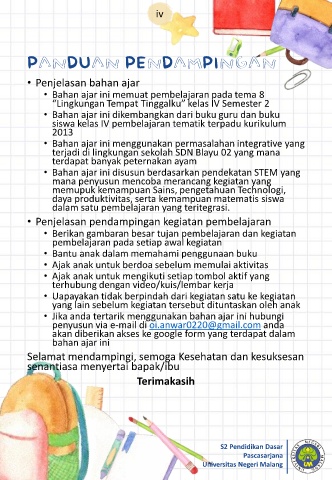 iv
PANDUAN PENDAMPINGAN
• Penjelasan bahan ajar
• Bahan ajar ini memuat pembelajaran pada tema 8
"Lingkungan Tempat Tinggalku" kelas IV Semester 2
• Bahan ajar ini dikembangkan dari buku guru dan buku
siswa kelas IV pembelajaran tematik terpadu kurikulum
2013
• Bahan ajar ini menggunakan permasalahan integrative yang
terjadi di lingkungan sekolah SDN Blayu 02 yang mana
terdapat banyak peternakan ayam
• Bahan ajar ini disusun berdasarkan pendekatan STEM yang
mana penyusun mencoba merancang kegiatan yang
memupuk kemampuan Sains, pengetahuan Technologi,
daya produktivitas, serta kemampuan matematis siswa
dalam satu pembelajaran yang teritegrasi.
• Penjelasan pendampingan kegiatan pembelajaran
• Berikan gambaran besar tujuan pembelajaran dan kegiatan
pembelajaran pada setiap awal kegiatan
• Bantu anak dalam memahami penggunaan buku
• Ajak anak untuk berdoa sebelum memulai aktivitas
• Ajak anak untuk mengikuti setiap tombol aktif yang
terhubung dengan video/kuis/lembar kerja
• Uapayakan tidak berpindah dari kegiatan satu ke kegiatan
yang lain sebelum kegiatan tersebut dituntaskan oleh anak
• Jika anda tertarik menggunakan bahan ajar ini hubungi
penyusun via e-mail di oi.anwar0220@gmail.com anda
akan diberikan akses ke google form yang terdapat dalam
bahan ajar ini
Selamat mendampingi, semoga Kesehatan dan kesuksesan
senantiasa menyertai bapak/ibu
Terimakasih
S2 Pendidikan Dasar
Pascasarjana
Universitas Negeri Malang